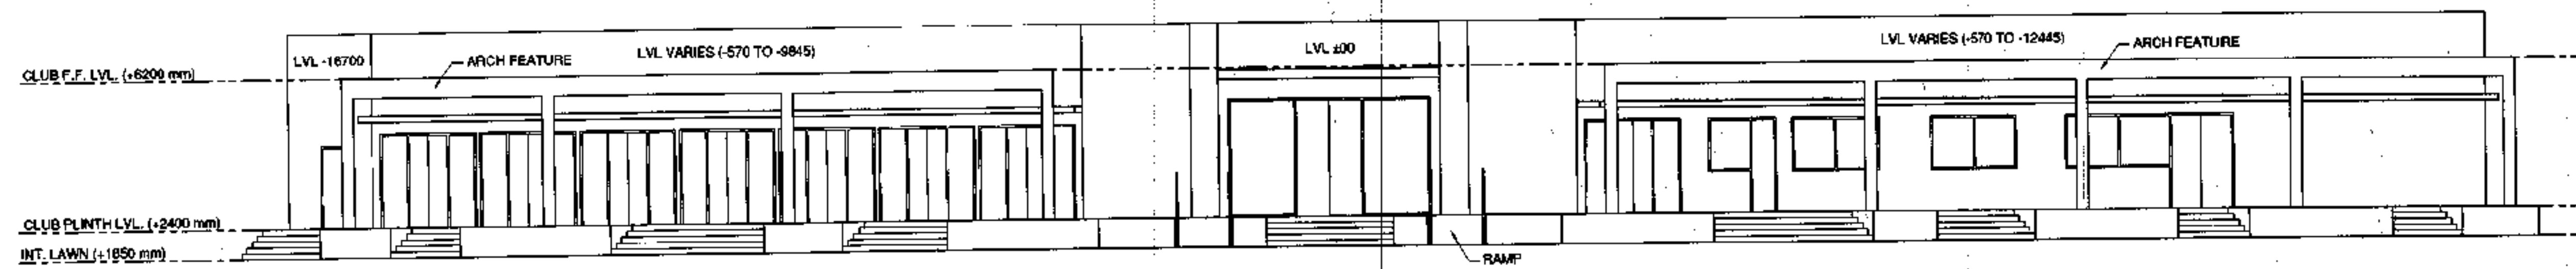 LVL -16700
ARCH FEATURE
LVL VARIES (-570 TO -9845)
LVL ±00
LVL VARIES (-570 TO -12445)
ARCH FEATURE
CLUB F.F. LVL. (+6200 mm)
CLUB PLINTH LVL. (+2400 mm)
INT. LAWN (+1850 mm)
RAMP